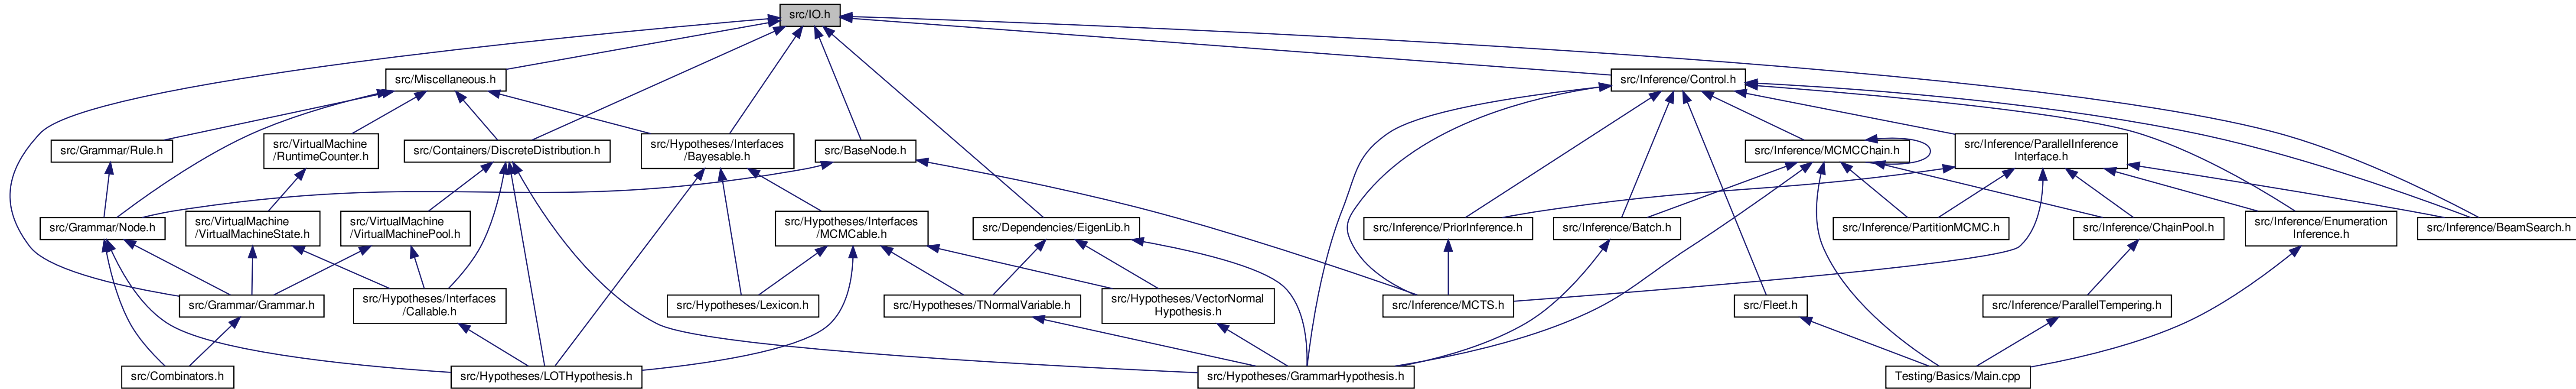 src/IO.h
src/Miscellaneous.h
src/Inference/Control.h
src/Grammar/Rule.h
src/VirtualMachine
/RuntimeCounter.h
src/Containers/DiscreteDistribution.h
src/Hypotheses/Interfaces
/Bayesable.h
src/BaseNode.h
src/Inference/MCMCChain.h
src/Inference/ParallelInference
Interface.h
src/Grammar/Node.h
src/VirtualMachine
/VirtualMachineState.h
src/VirtualMachine
/VirtualMachinePool.h
src/Hypotheses/Interfaces
/MCMCable.h
src/Dependencies/EigenLib.h
src/Inference/PriorInference.h
src/Inference/Batch.h
src/Inference/PartitionMCMC.h
src/Inference/ChainPool.h
src/Inference/Enumeration
Inference.h
src/Inference/BeamSearch.h
src/Grammar/Grammar.h
src/Hypotheses/Interfaces
/Callable.h
src/Hypotheses/Lexicon.h
src/Hypotheses/TNormalVariable.h
src/Hypotheses/VectorNormal
Hypothesis.h
src/Inference/MCTS.h
src/Fleet.h
src/Inference/ParallelTempering.h
src/Combinators.h
src/Hypotheses/LOTHypothesis.h
src/Hypotheses/GrammarHypothesis.h
Testing/Basics/Main.cpp